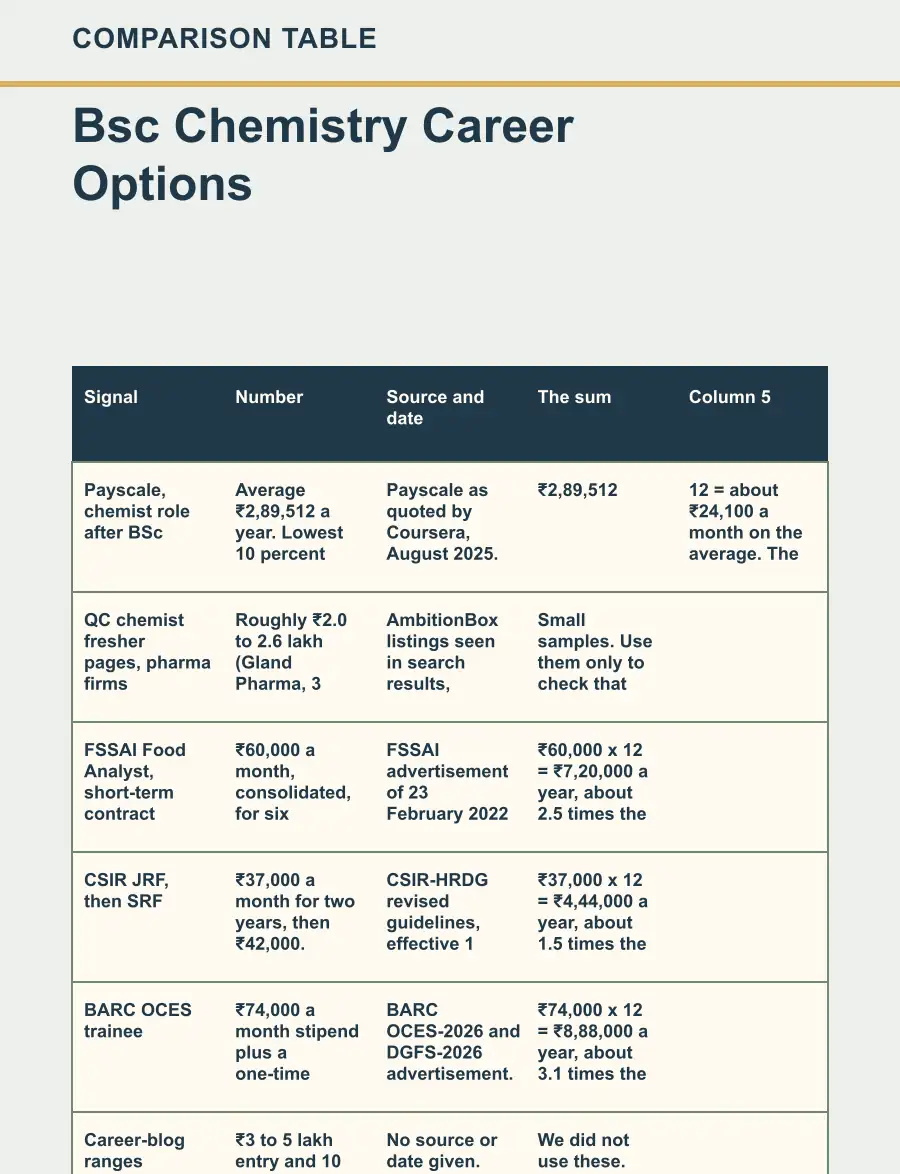 COMPARISON TABLE
Bsc Chemistry Career
Options
Signal
Number
Source and
date
The sum
Column 5
Payscale,
chemist role
after BSc
Average
₹2,89,512 a
year. Lowest
10 percent
Payscale as
quoted by
Coursera,
August 2025.
₹2,89,512
12 = about
₹24,100 a
month on the
average. The
QC chemist
fresher
pages, pharma
firms
Roughly ₹2.0
to 2.6 lakh
(Gland
Pharma, 3
AmbitionBox
listings seen
in search
results,
Small
samples. Use
them only to
check that
FSSAI Food
Analyst,
short-term
contract
₹60,000 a
month,
consolidated,
for six
FSSAI
advertisement
of 23
February 2022
₹60,000 x 12
= ₹7,20,000 a
year, about
2.5 times the
CSIR JRF,
then SRF
₹37,000 a
month for two
years, then
₹42,000.
CSIR-HRDG
revised
guidelines,
effective 1
₹37,000 x 12
= ₹4,44,000 a
year, about
1.5 times the
BARC OCES
trainee
₹74,000 a
month stipend
plus a
one-time
BARC
OCES-2026 and
DGFS-2026
advertisement.
₹74,000 x 12
= ₹8,88,000 a
year, about
3.1 times the
Career-blog
ranges
₹3 to 5 lakh
entry and 10
No source or
date given.
We did not
use these.